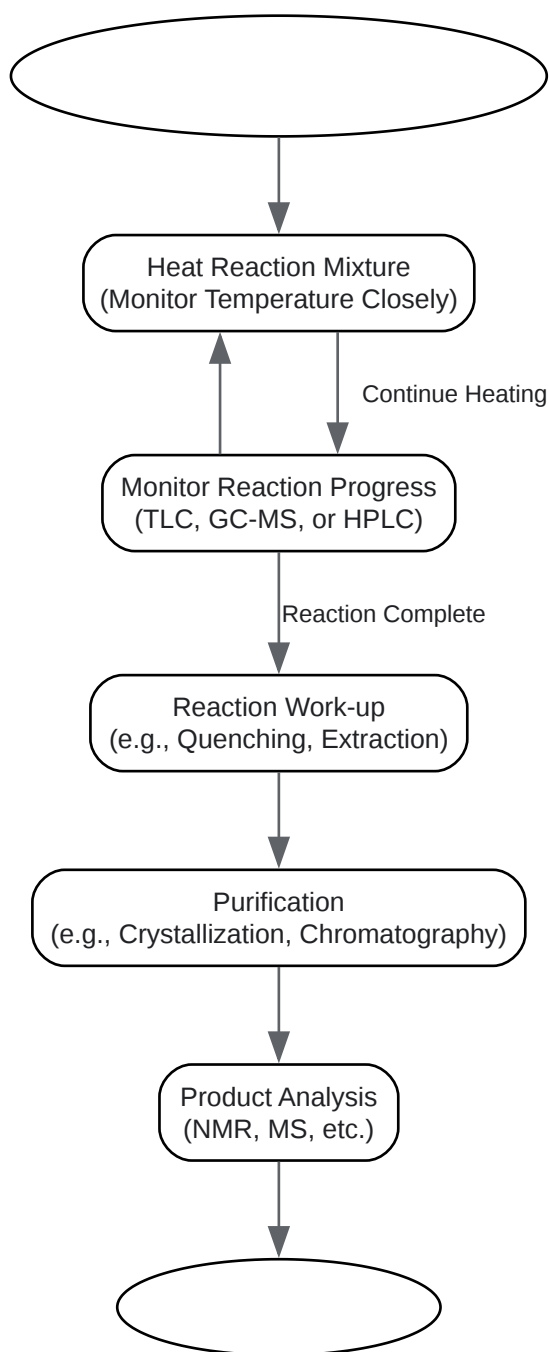 Heat Reaction Mixture
(Monitor Temperature Closely)
Continue Heating
Monitor Reaction Progress
(TLC, GC-MS, or HPLC)
Reaction Complete
Reaction Work-up
(e.g., Quenching, Extraction)
Purification
(e.g., Crystallization, Chromatography)
Product Analysis
(NMR, MS, etc.)